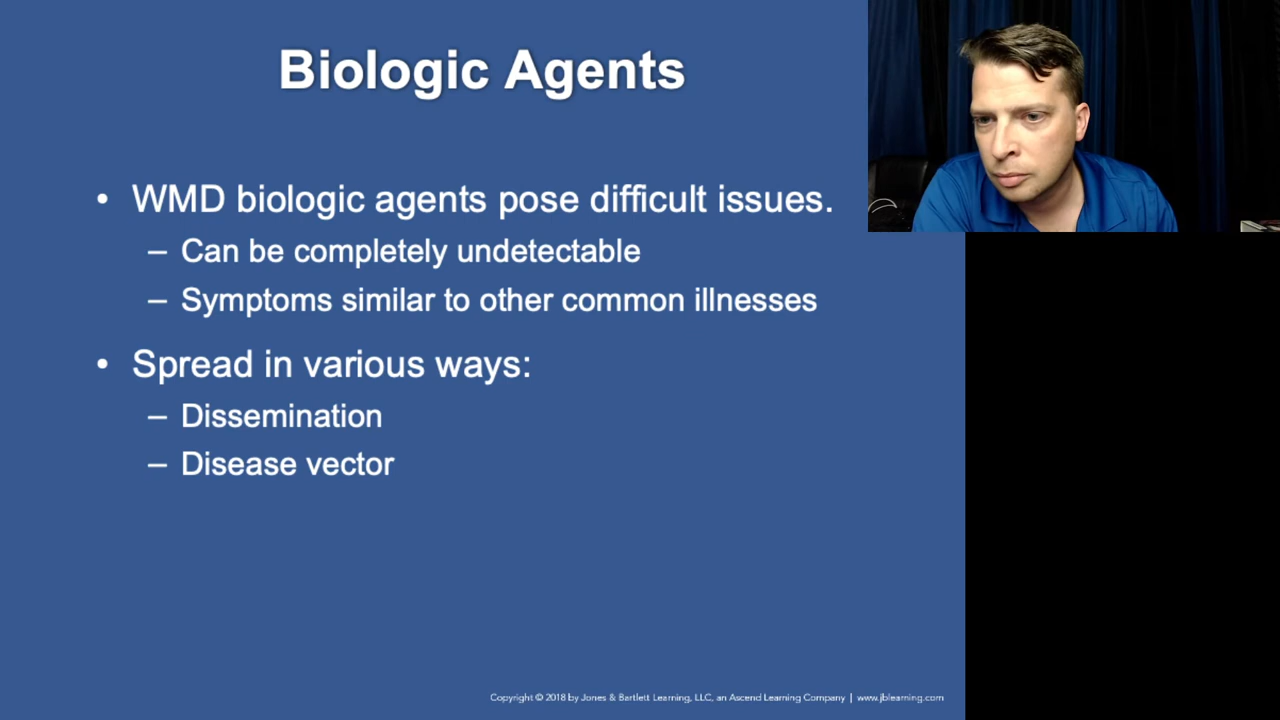 Biologic Agents
• WMD biologic agents pose difficult issues.
– Can be completely undetectable
– Symptoms similar to other common illnesses
• Spread in various ways:
– Dissemination
– Disease vector
Copyright © 2018 by Jones & Bartlett Learning, LLC, an Ascend Learning Company | www.jblearning.com